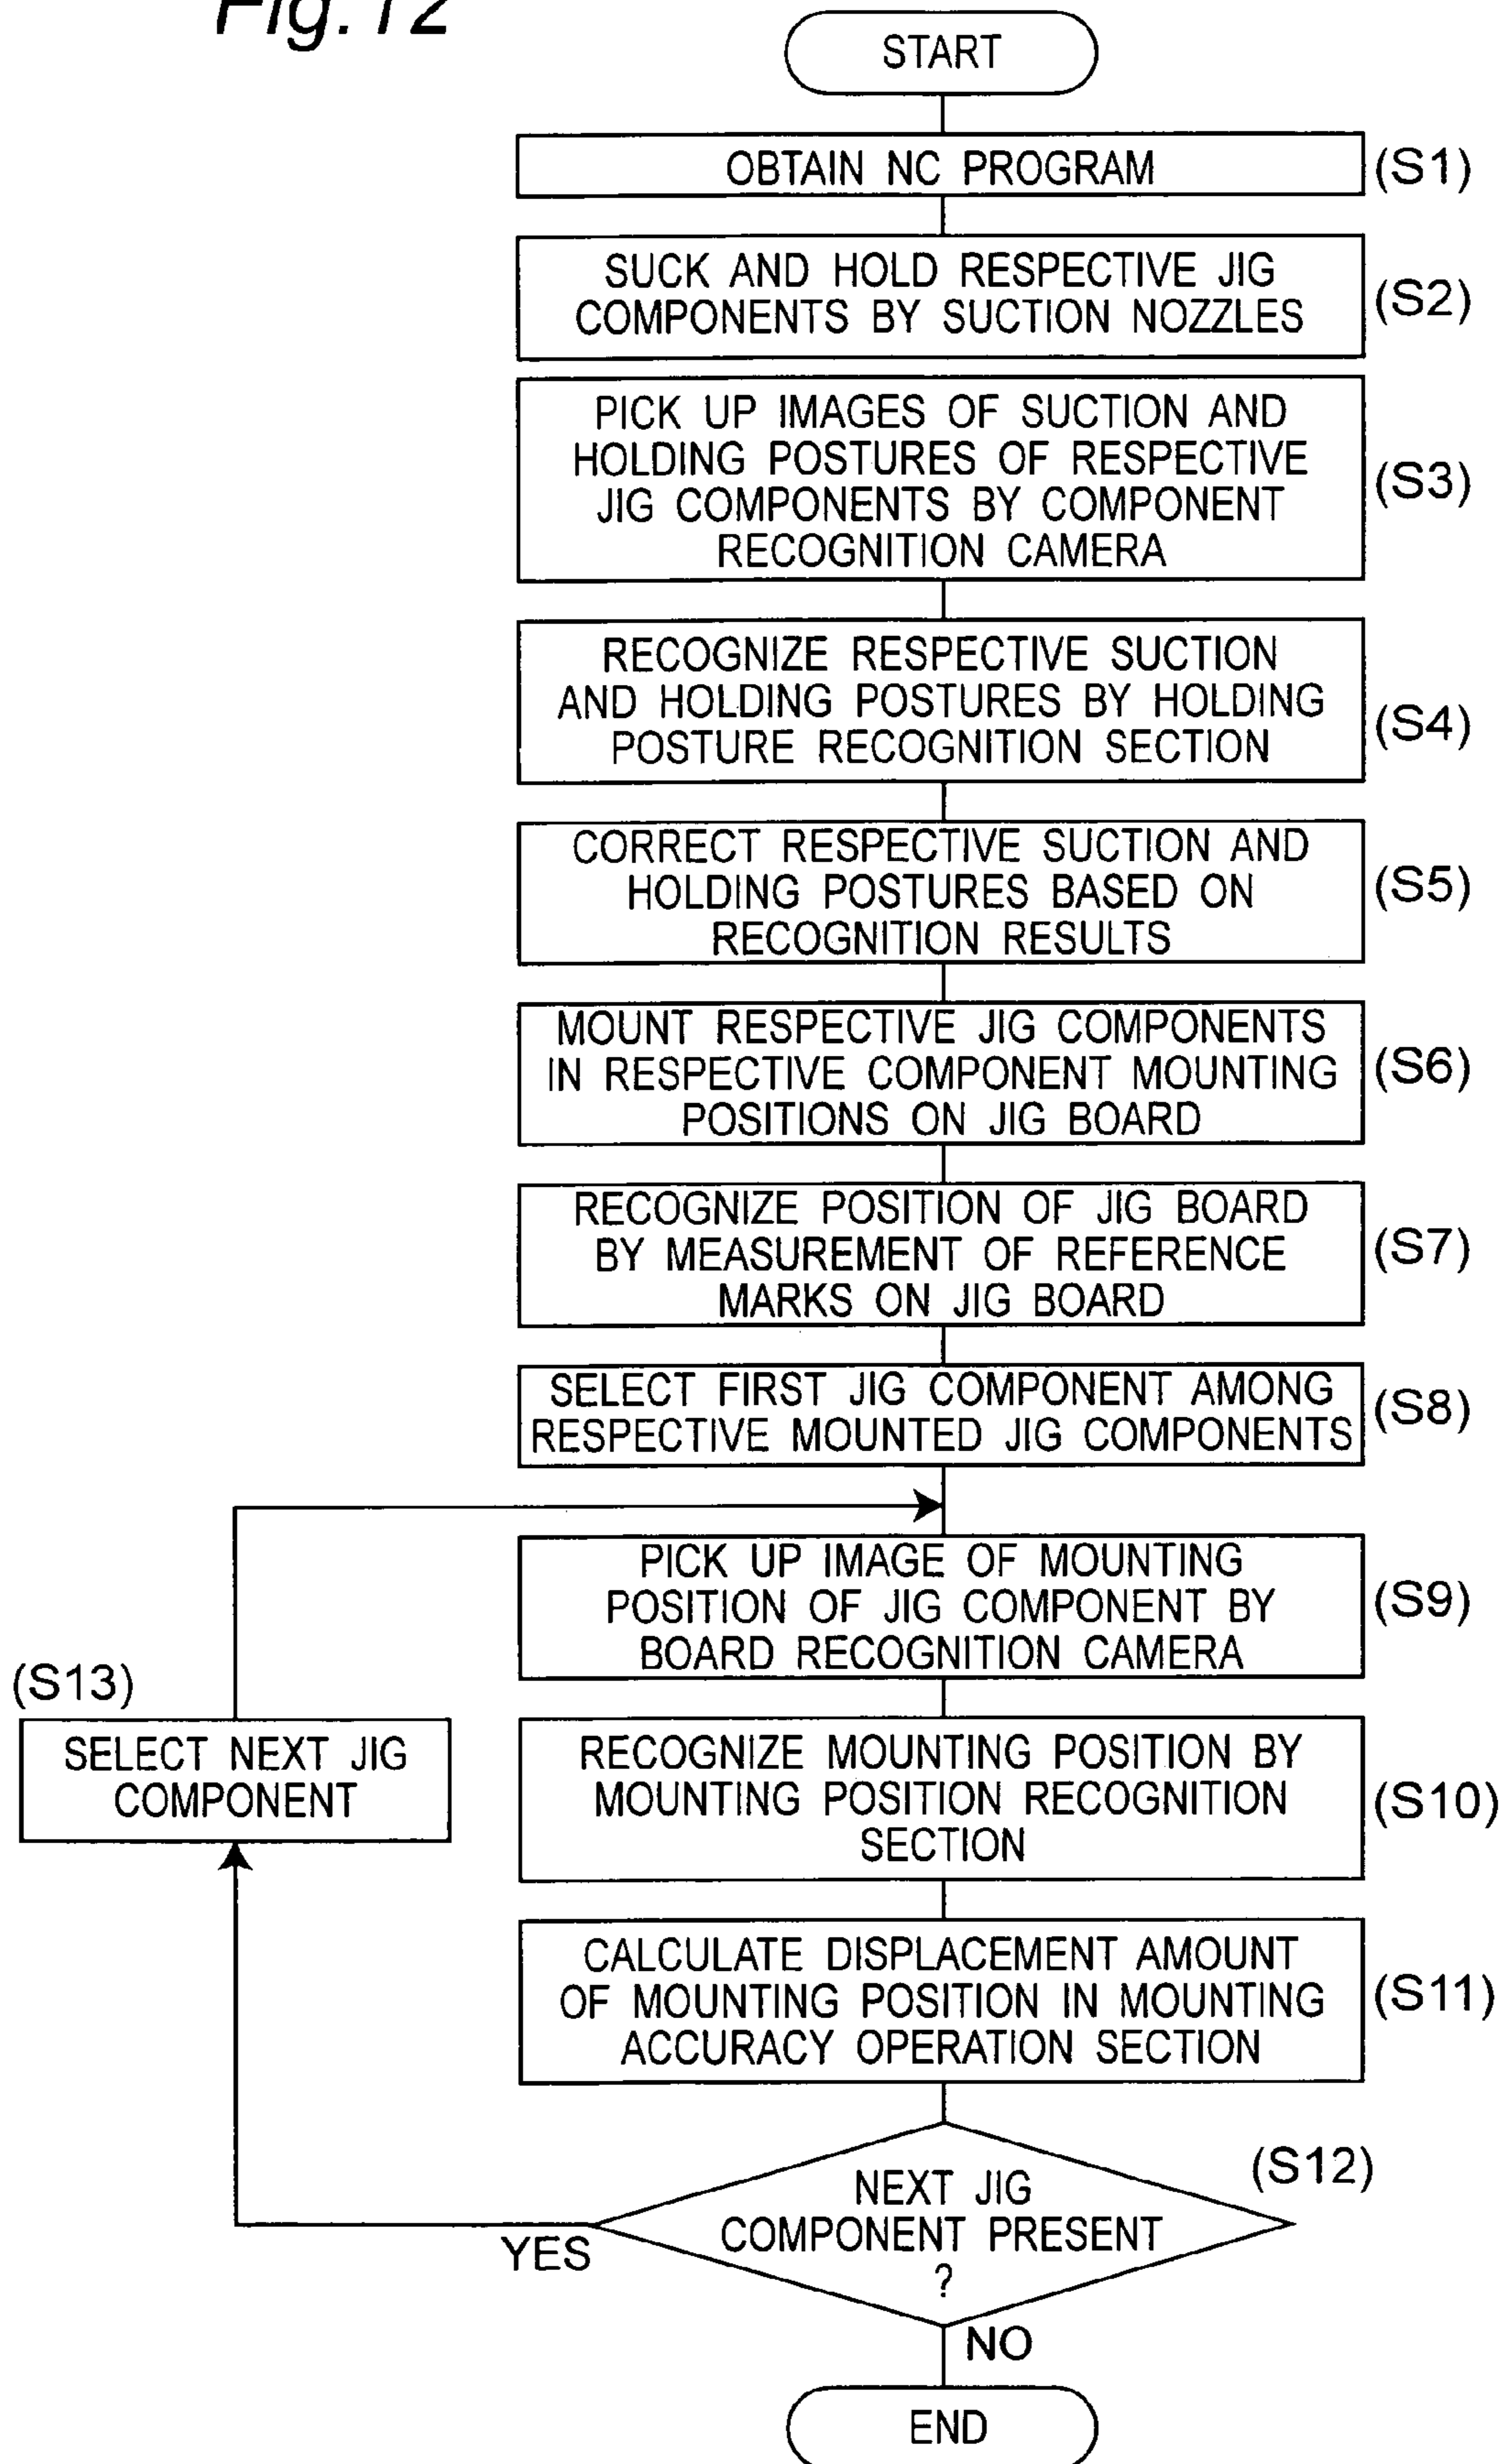 Fig.12
START
OBTAIN NC PROGRAM
(S1)
SUCK AND HOLD RESPECTIVE JIG
COMPONENTS BY SUCTION NOZZLES
(S2)
PICK UP IMAGES OF SUCTION AND
HOLDING POSTURES OF RESPECTIVE
JIG COMPONENTS BY COMPONENT
RECOGNITION CAMERA
(S3)
RECOGNIZE RESPECTIVE SUCTION
AND HOLDING POSTURES BY HOLDING
POSTURE RECOGNITION SECTION
(S4)
CORRECT RESPECTIVE SUCTION AND
HOLDING POSTURES BASED ON
RECOGNITION RESULTS
(S5)
MOUNT RESPECTIVE JIG COMPONENTS
IN RESPECTIVE COMPONENT MOUNTING
POSITIONS ON JIG BOARD
(S6)
RECOGNIZE POSITION OF JIG BOARD
BY MEASUREMENT OF REFERENCE
MARKS ON JIG BOARD
(S7)
SELECT FIRST JIG COMPONENT AMONG
RESPECTIVE MOUNTED JIG COMPONENTS
(S8)
PICK UP IMAGE OF MOUNTING
POSITION OF JIG COMPONENT BY
BOARD RECOGNITION CAMERA
(S9)
(S13)
SELECT NEXT JIG
COMPONENT
RECOGNIZE MOUNTING POSITION BY
MOUNTING POSITION RECOGNITION
SECTION
(S10)
CALCULATE DISPLACEMENT AMOUNT
OF MOUNTING POSITION IN MOUNTING
ACCURACY OPERATION SECTION
(S11)
(S12)
NEXT JIG
COMPONENT PRESENT
?
YES
NO
END